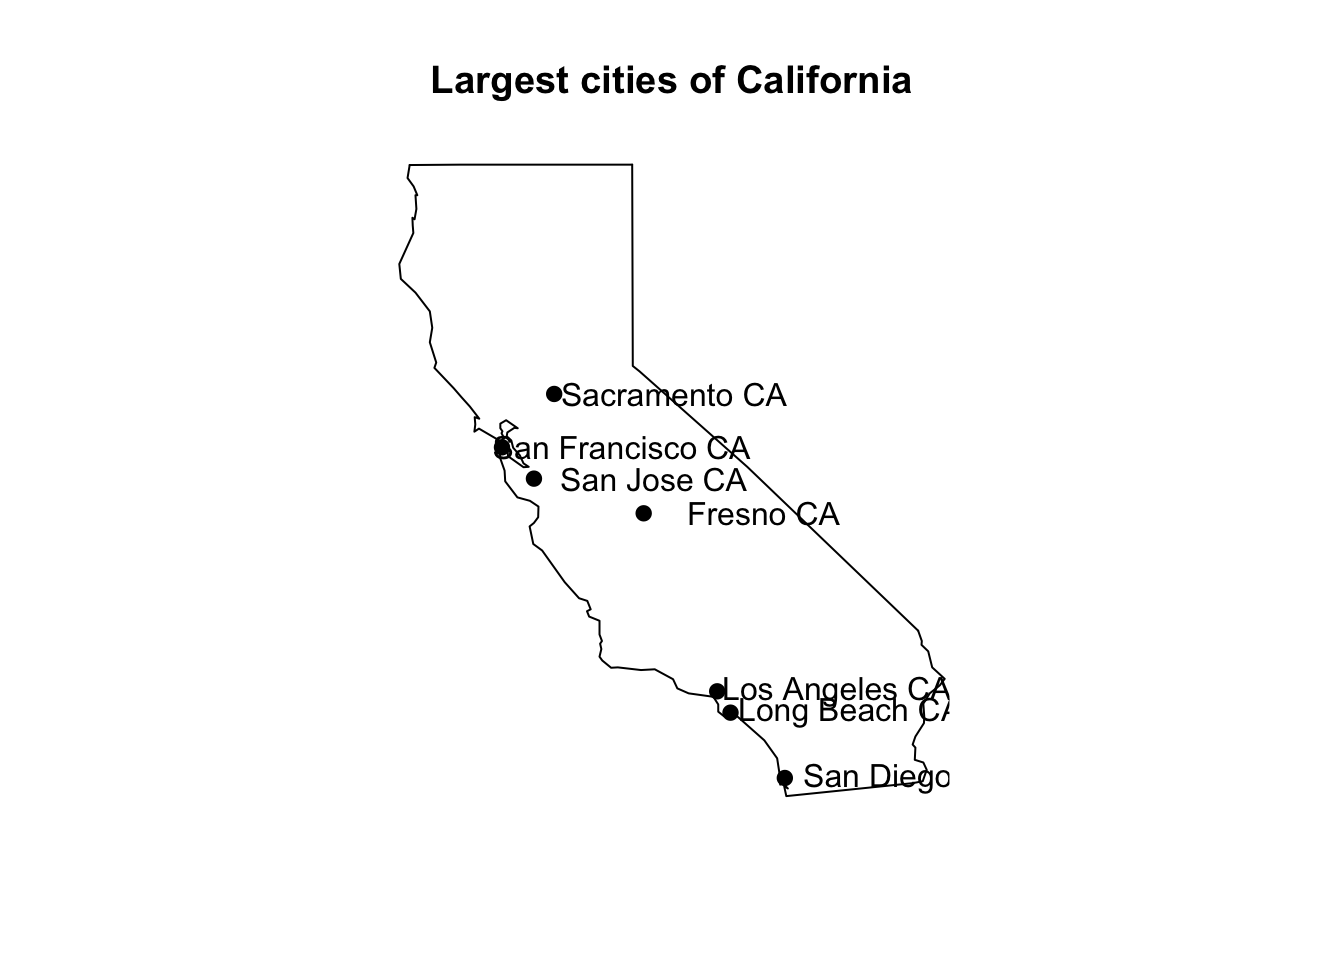 Largest cities of California
Sacramento CA
San Francisco CA
San Jose CA
Fresno CA
Los Angeles CA
Long Beach CA
San Diego